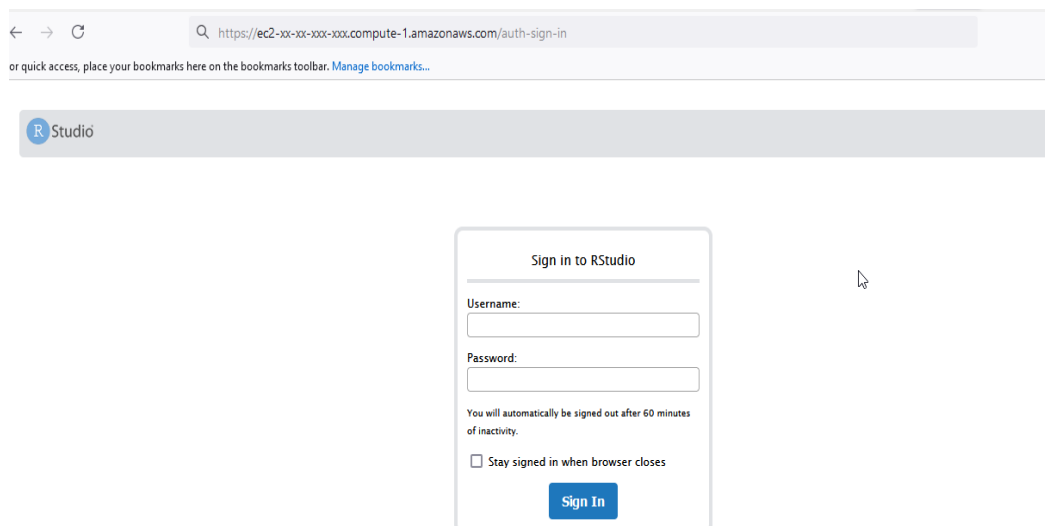 https://ec2-xx-xx-xxx-xxx.compute-1.amazonaws.com/auth-sign-in
or quick access, place your bookmarks here on the bookmarks toolbar. Manage bookmarks...
R Studio
Sign in to RStudio
Username:
Password:
You will automatically be signed out after 60 minutes
of inactivity.
Stay signed in when browser closes
Sign In